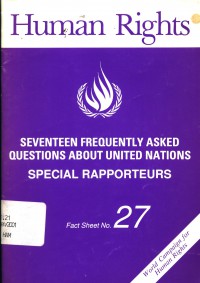 Human Rights
SEVENTEEN FREQUENTLY ASKED
QUESTIONS ABOUT UNITED NATIONS
SPECIAL RAPPORTEURS
Fact Sheet No. 27
World Campaign for
Human Rights